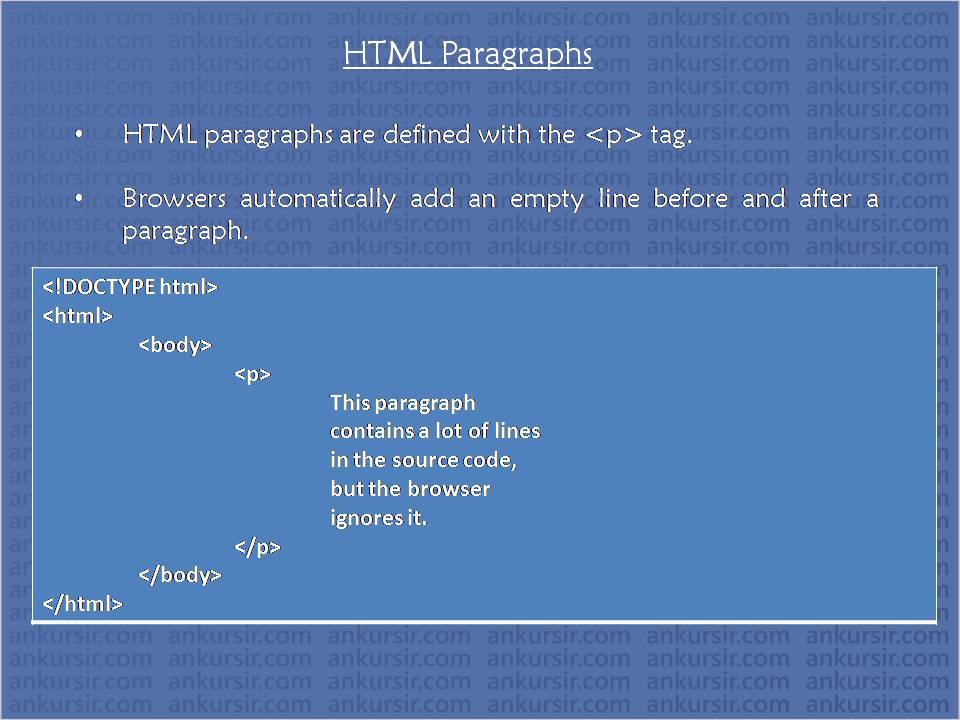 HTML Paragraphs
• HTML paragraphs are defined with the <p> tag.
• Browsers automatically add an empty line before and after a
paragraph.
<!DOCTYPE html>
<html>
<body>
<p>
This paragraph
contains a lot of lines
in the source code,
but the browser
ignores it.
</p>
</body>
</html>
ankursir.com